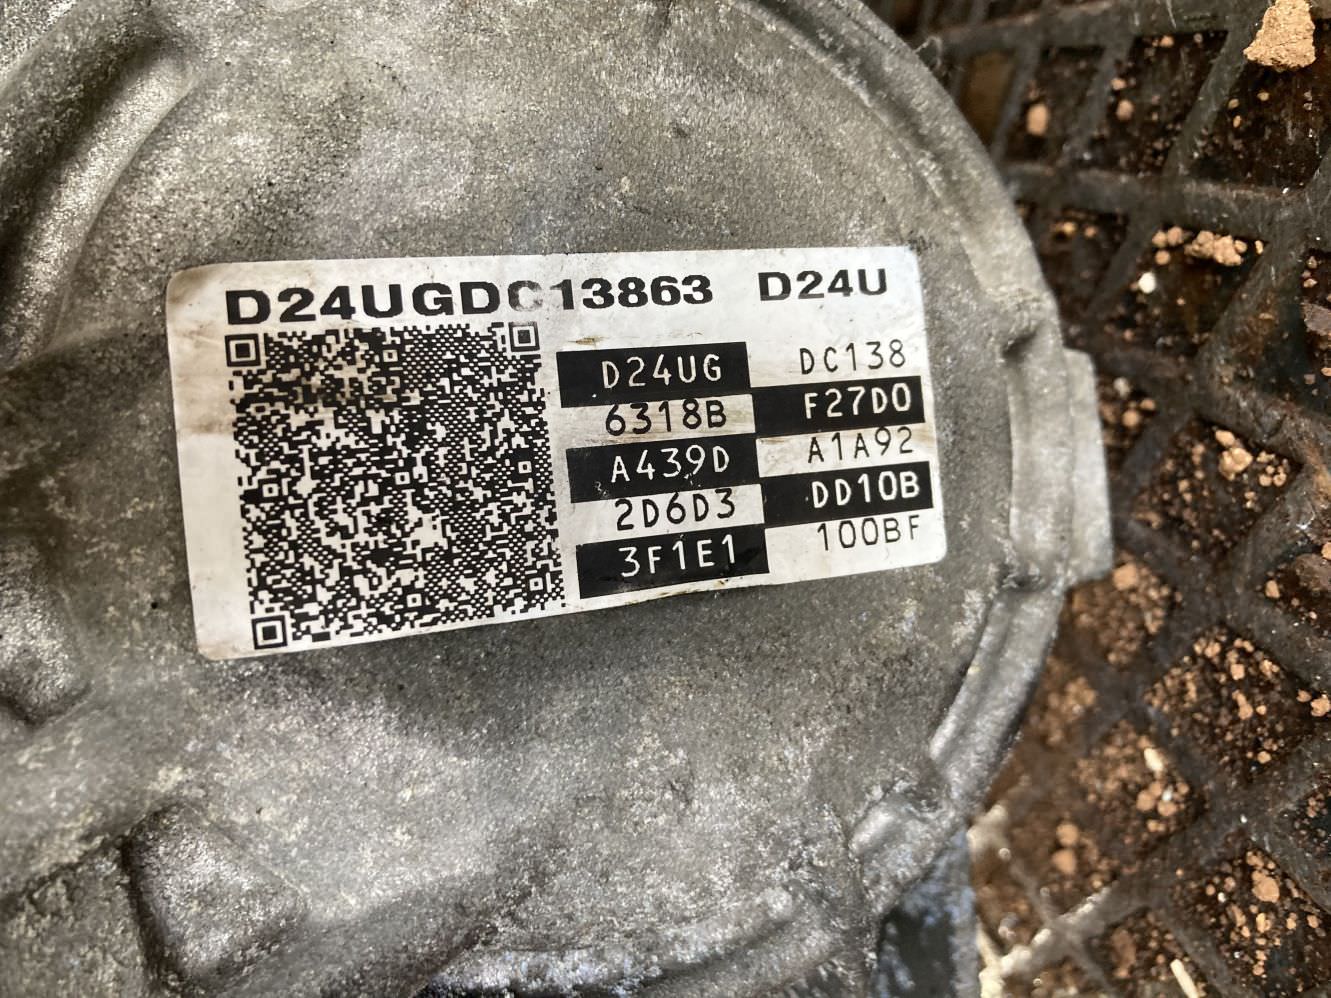 D24UGDC13863 D24U
D24UG DC138
6318B F27D0
A439D A1A92
2D6D3 DD10B
3F1E1 100BF